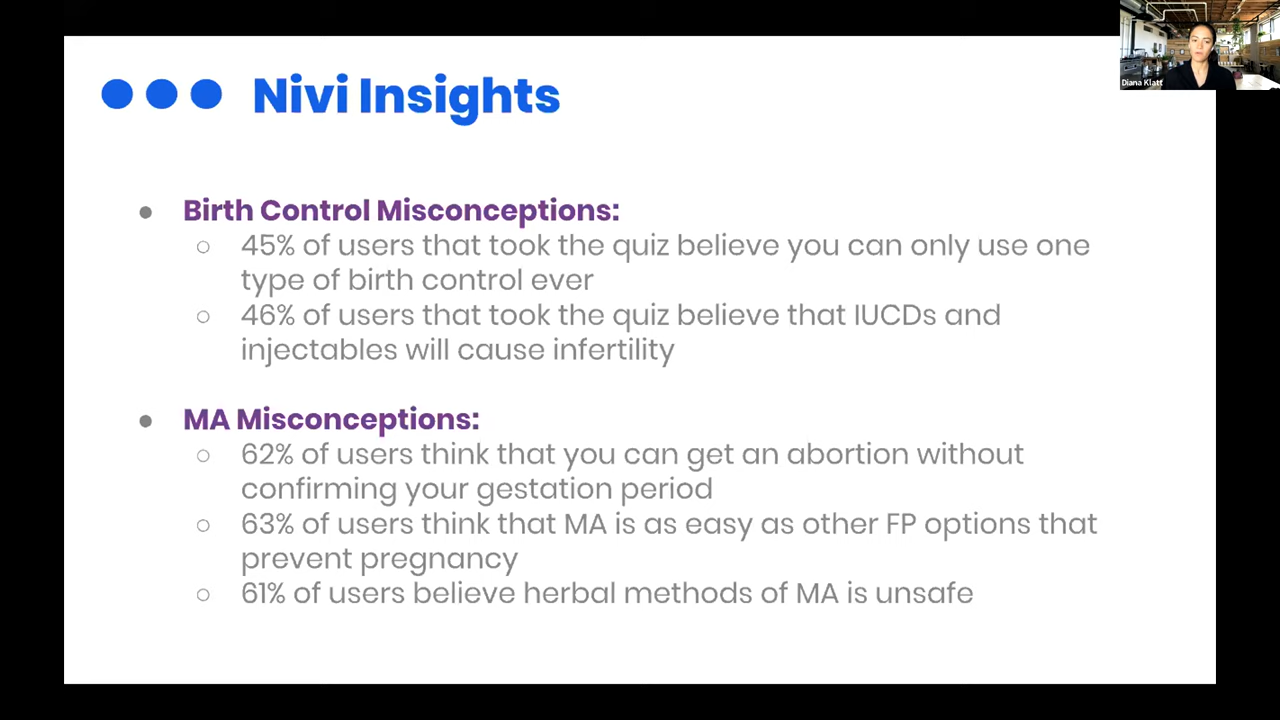 Nivi Insights
Diana Klatt
Birth Control Misconceptions:
45% of users that took the quiz believe you can only use one
type of birth control ever
46% of users that took the quiz believe that IUCDs and
injectables will cause infertility
MA Misconceptions:
62% of users think that you can get an abortion without
confirming your gestation period
63% of users think that MA is as easy as other FP options that
prevent pregnancy
61% of users believe herbal methods of MA is unsafe